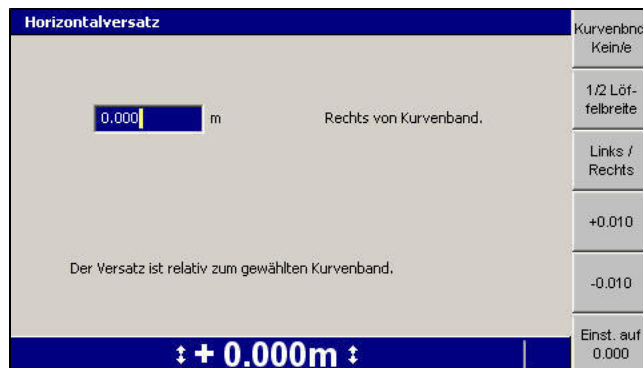 Horizontalversatz
0.000 m Rechts von Kurvenband.
Der Versatz ist relativ zum gewählten Kurvenband.
+ 0.000m
Kurvenbnd
Kein/e
1/2 Löf-
felbreite
Links /
Rechts
+0.010
-0.010
Einst. auf
0.000